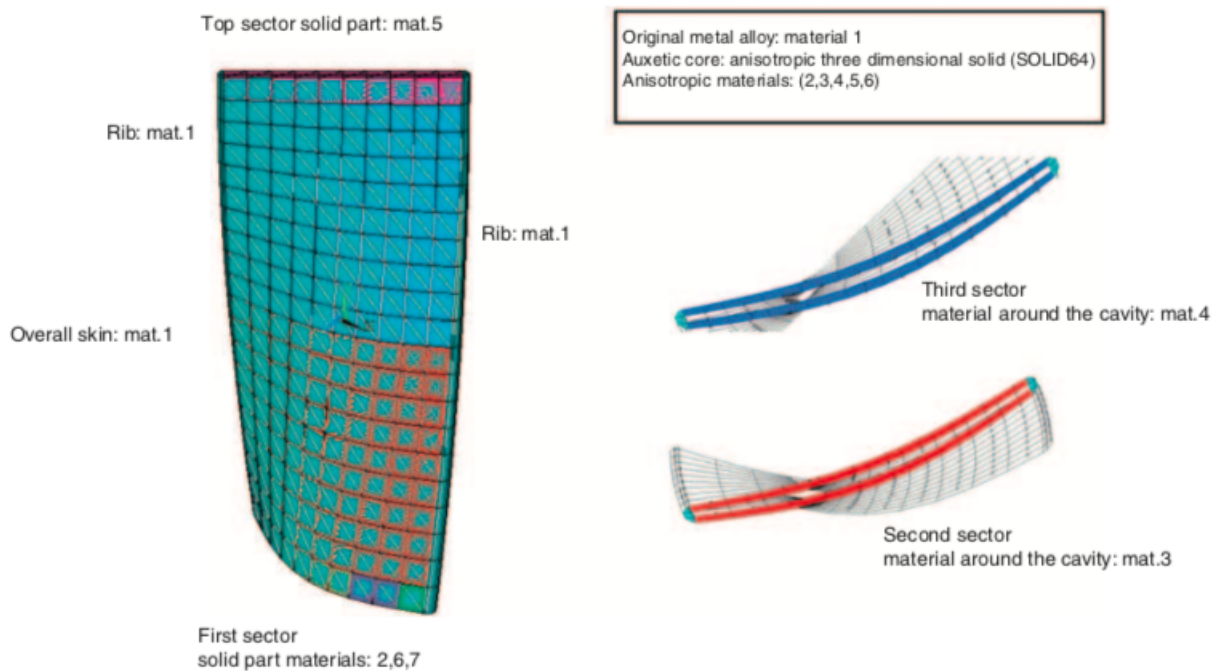 Top sector solid part: mat.5
Original metal alloy: material 1
Auxetic core: anisotropic three dimensional solid (SOLID64)
Anisotropic materials: (2,3,4,5,6)
Rib: mat.1
Rib: mat.1
Third sector
material around the cavity: mat.4
Overall skin: mat.1
Second sector
material around the cavity: mat.3
First sector
solid part materials: 2,6,7